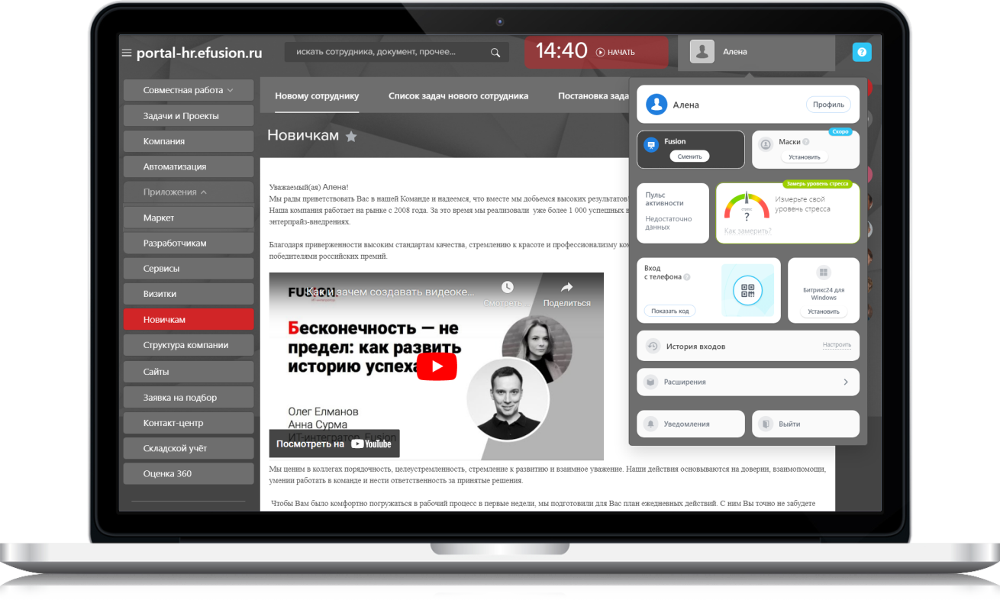 portal-hr.efusion.ru
искать сотрудника, документ, прочее...
14:40 НАЧАТЬ
Алена
?
Совместная работа
Задачи и Проекты
Компания
Автоматизация
Приложения
Маркет
Разработчикам
Сервисы
Визитки
Новичкам
Структура компании
Сайты
Заявка на подбор
Контакт-центр
Складской учёт
Оценка 360
Новому сотруднику
Список задач нового сотрудника
Постановка зада
Новичкам
Уважаемый(ая) Алена!
Мы рады приветствовать Вас в нашей Команде и надеемся, что вместе мы добьемся высоких результатов
Наша компания работает на рынке с 2008 года. За это время мы реализовали уже более 1 000 успешных
энтерпрайз-внедрениях.
Благодаря приверженности высоким стандартам качества, стремлению к красоте и профессионализму ко
победителями российских премий.
FUSION.
Как и зачем создавать видеоке...
Смотреть
Поделиться
Бесконечность — не
предел: как развить
историю успеха
Олег Елманов
Анна Сурма
ИТ-интегратор Fusion
Посмотреть на YouTube
Мы ценим в коллегах порядочность, целеустремленность, стремление к развитию и взаимное уважение. Наши действия основываются на доверии, взаимопомощи,
умении работать в команде и нести ответственность за принятые решения.
Чтобы Вам было комфортно погружаться в рабочий процесс в первые недели, мы подготовили для Вас план ежедневных действий. С ним Вы точно не забудете
Алена
Профиль
Fusion
Сменить
Скоро
Маски ?
Установить
Пульс
активности
Недостаточно
данных
Замерь уровень стресса
стресс
?
Измерьте свой
уровень стресса
Как замерить?
Вход
с телефона ?
Показать код
Битрикс24 для
Windows
Установить
История входов
Настроить
Расширения
Уведомления
Выйти